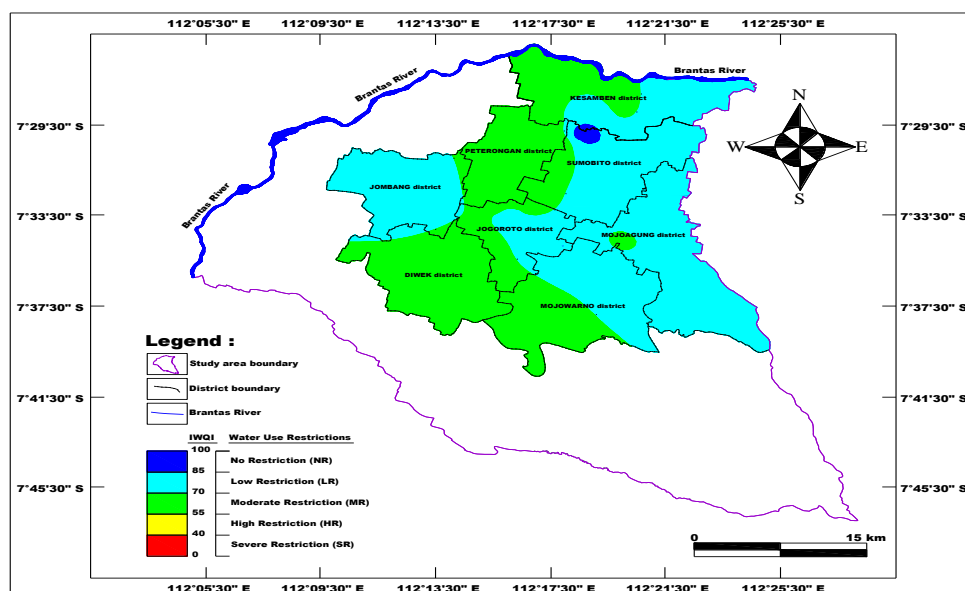 112°05'30" E 112°09'30" E 112°13'30" E 112°17'30" E 112°21'30" E 112°25'30" E
Brantas River
Brantas River
Brantas River
KESAMBEN district
N
W E
S
7°29'30" S 7°29'30" S
PETERONGAN district
SUMOBITO district
JOMBANG district
7°33'30" S 7°33'30" S
JOGOROTO district
MOJOAGUNG district
DIWEK district
MOJOWARNO district
7°37'30" S 7°37'30" S
Legend :
Study area boundary
District boundary
Brantas River
7°41'30" S 7°41'30" S
IWQI Water Use Restrictions
100
No Restriction (NR)
85
Low Restriction (LR)
70
Moderate Restriction (MR)
55
High Restriction (HR)
40
Severe Restriction (SR)
0
7°45'30" S 7°45'30" S
0 15 km
112°05'30" E 112°09'30" E 112°13'30" E 112°17'30" E 112°21'30" E 112°25'30" E